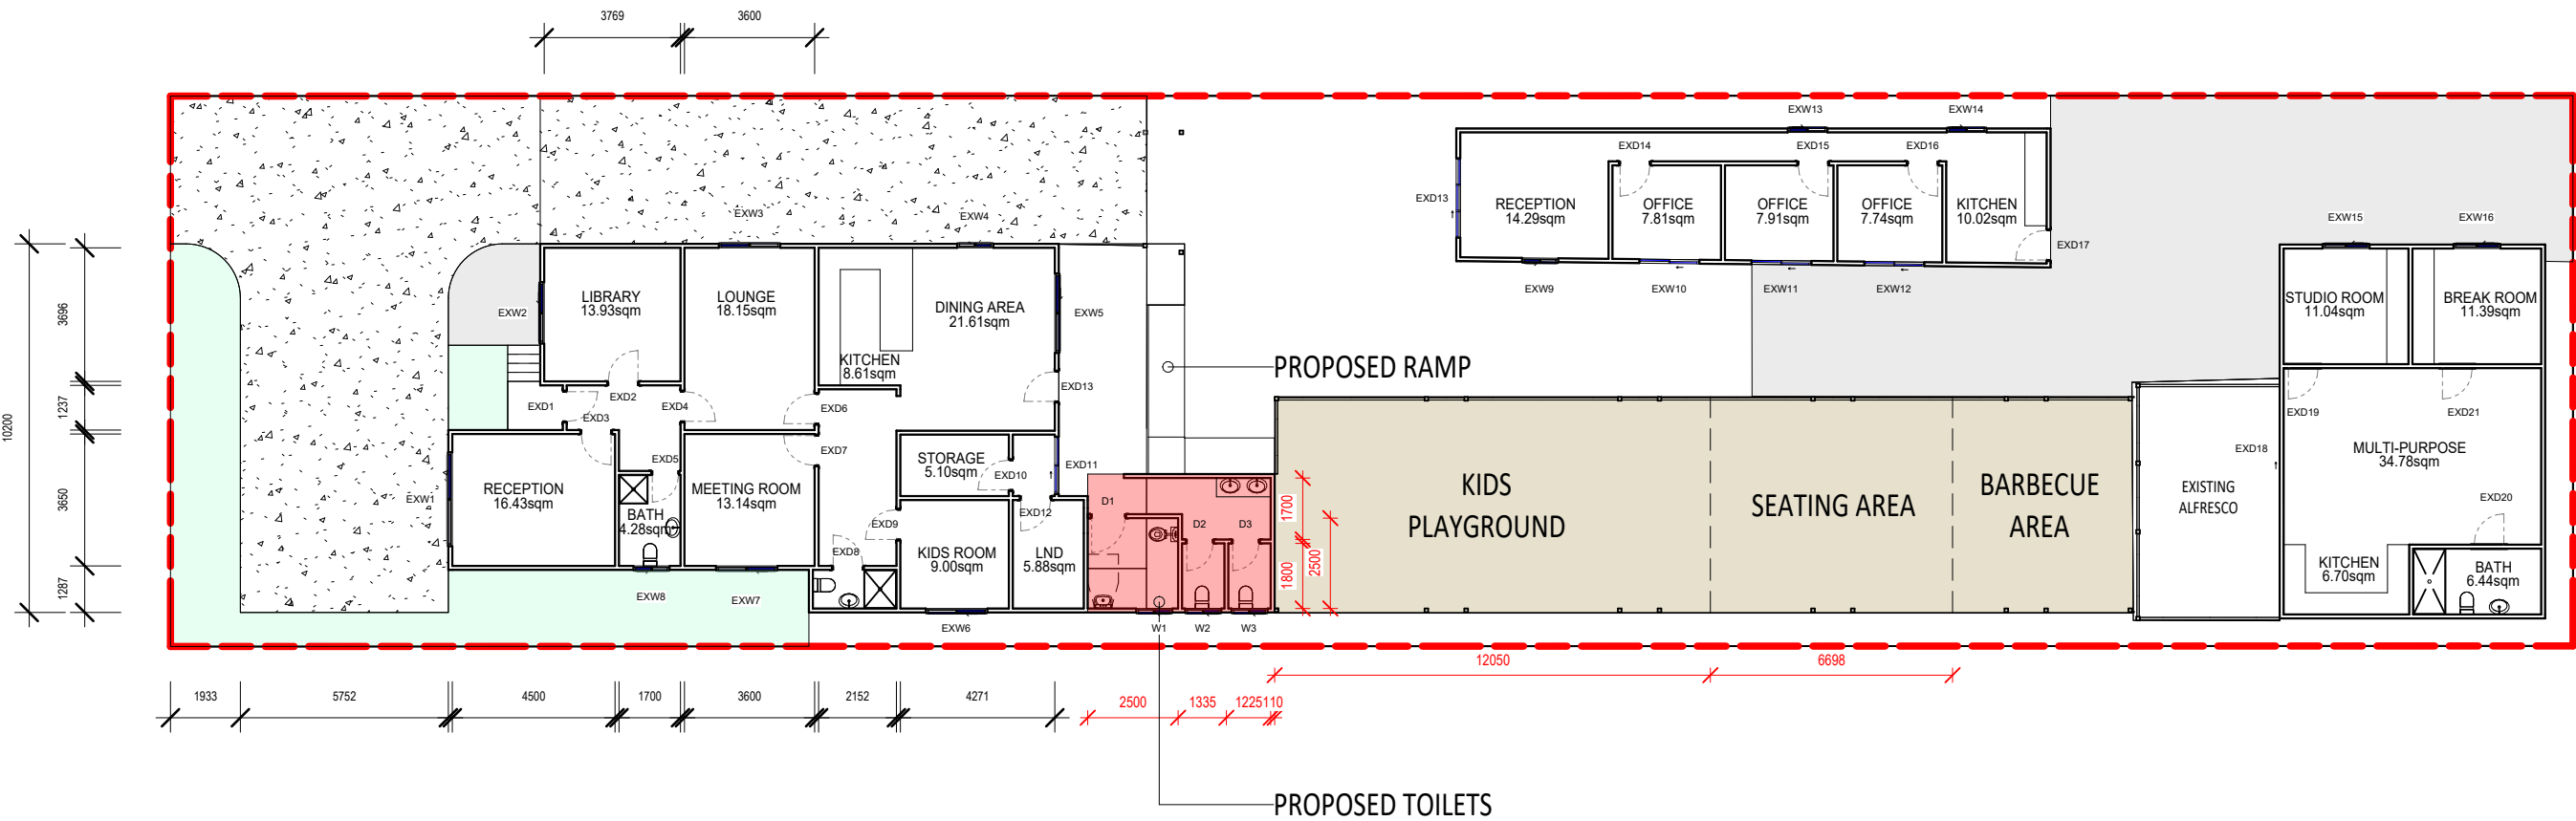 3769
3600
EXW13
EXW14
EXD14
EXD15
EXD16
EXD13
RECEPTION
14.29sqm
OFFICE
7.81sqm
OFFICE
7.91sqm
OFFICE
7.74sqm
KITCHEN
10.02sqm
EXW3
EXW4
EXW15
EXW16
EXD17
EXW9
EXW10
EXW11
EXW12
EXW2
LIBRARY
13.93sqm
LOUNGE
18.15sqm
DINING AREA
21.61sqm
EXW5
STUDIO ROOM
11.04sqm
BREAK ROOM
11.39sqm
KITCHEN
8.61sqm
PROPOSED RAMP
3696
1237
10200
3650
1287
EXD1
EXD2
EXD3
EXD4
EXD6
EXD13
EXD19
EXD21
EXD5
EXD7
EXD18
MULTI-PURPOSE
34.78sqm
STORAGE
5.10sqm
EXD10
EXD11
EXW1
RECEPTION
16.43sqm
MEETING ROOM
13.14sqm
BATH
4.28sqm
EXD9
EXD12
D1
D2
D3
1700
1800
2500
KIDS
PLAYGROUND
SEATING AREA
BARBECUE
AREA
EXISTING
ALFRESCO
EXD20
EXD8
KIDS ROOM
9.00sqm
LND
5.88sqm
KITCHEN
6.70sqm
BATH
6.44sqm
EXW8
EXW7
EXW6
W1
W2
W3
12050
6698
1933
5752
4500
1700
3600
2152
4271
2500
1335
1225
110
PROPOSED TOILETS